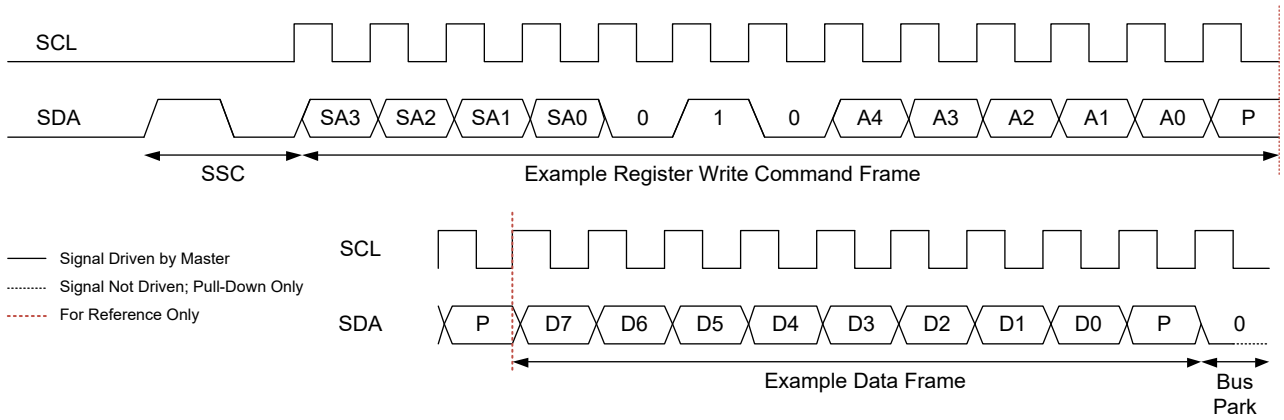 SCL
SDA SA3 SA2 SA1 SA0 0 1 0 A4 A3 A2 A1 A0 P
SSC Example Register Write Command Frame
SCL
Signal Driven by Master
Signal Not Driven; Pull-Down Only
For Reference Only
SDA P D7 D6 D5 D4 D3 D2 D1 D0 P 0
Example Data Frame
Bus
Park